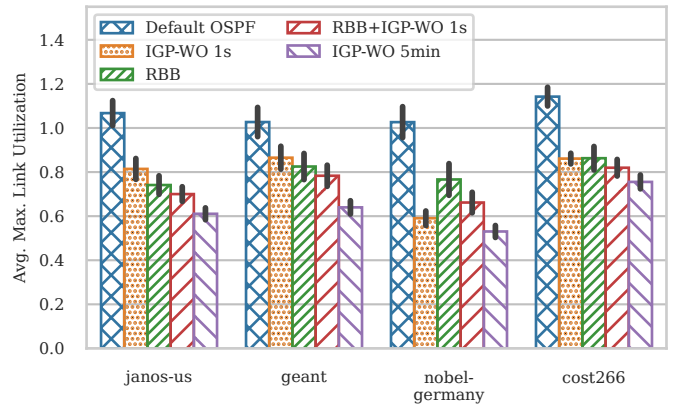 Default OSPF
IGP-WO 1s
RBB
RBB+IGP-WO 1s
IGP-WO 5min
Avg. Max. Link Utilization
1.4
1.2
1.0
0.8
0.6
0.4
0.2
0.0
janos-us
geant
nobel-
germany
cost266